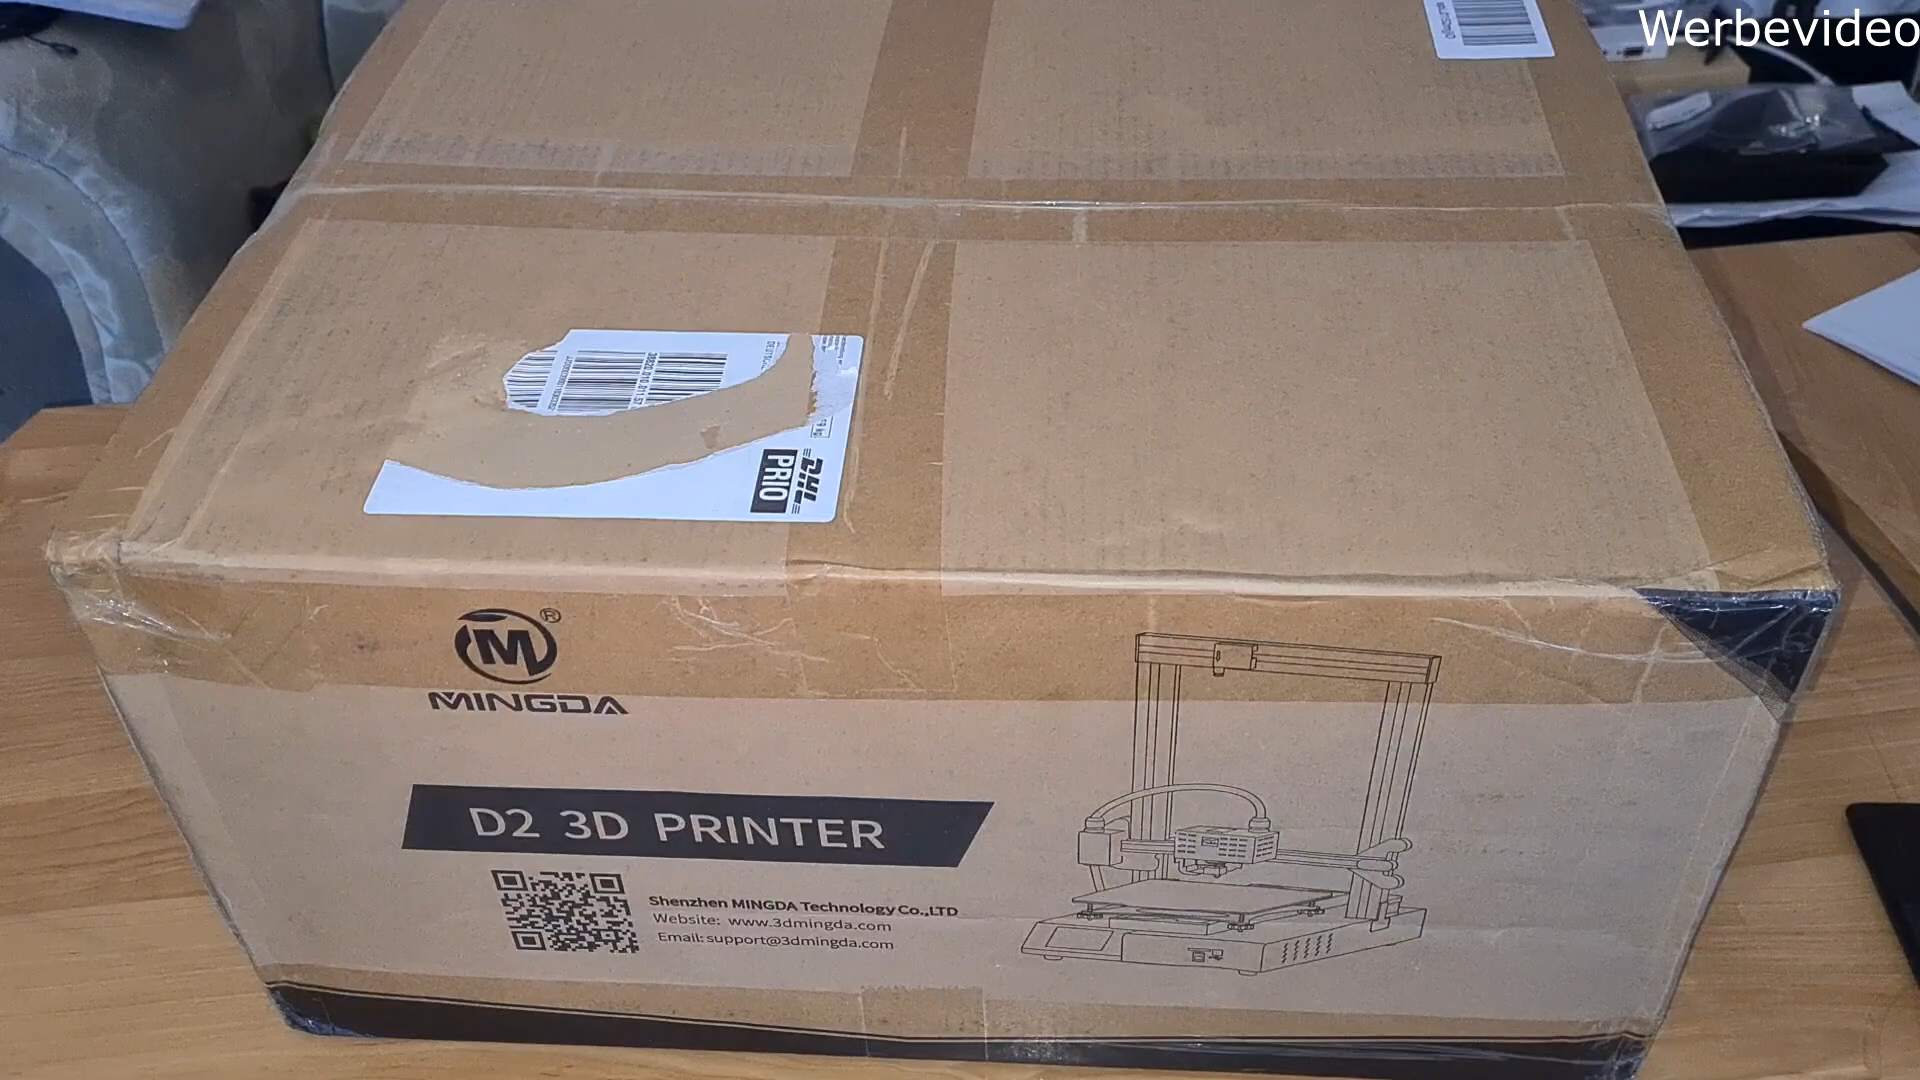 Werbevideo
PRIO
DHL
M®
MINGDA
D2 3D PRINTER
Shenzhen MINGDA Technology Co.,LTD
Website: www.3dmingda.com
Email: support@3dmingda.com